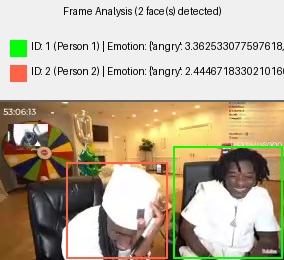 Frame Analysis (2 face(s) detected)
ID: 1 (Person 1) | Emotion: {'angry': 3.362533077597618,
ID: 2 (Person 2) | Emotion: {'angry': 2.444671833021016
53:06:13